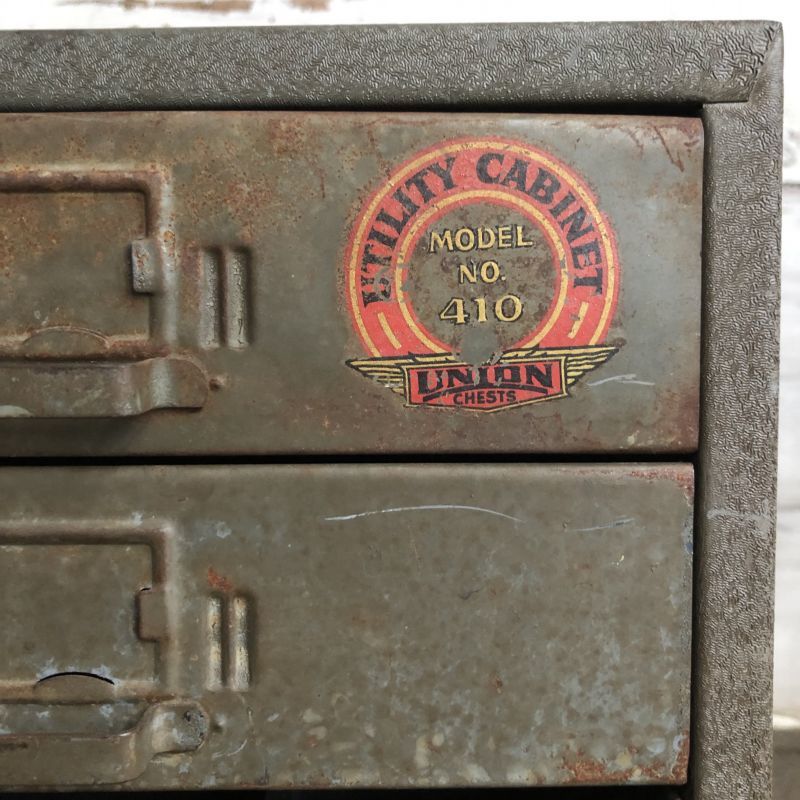 UTILITY CABINET
MODEL
NO.
410
UNION
CHESTS